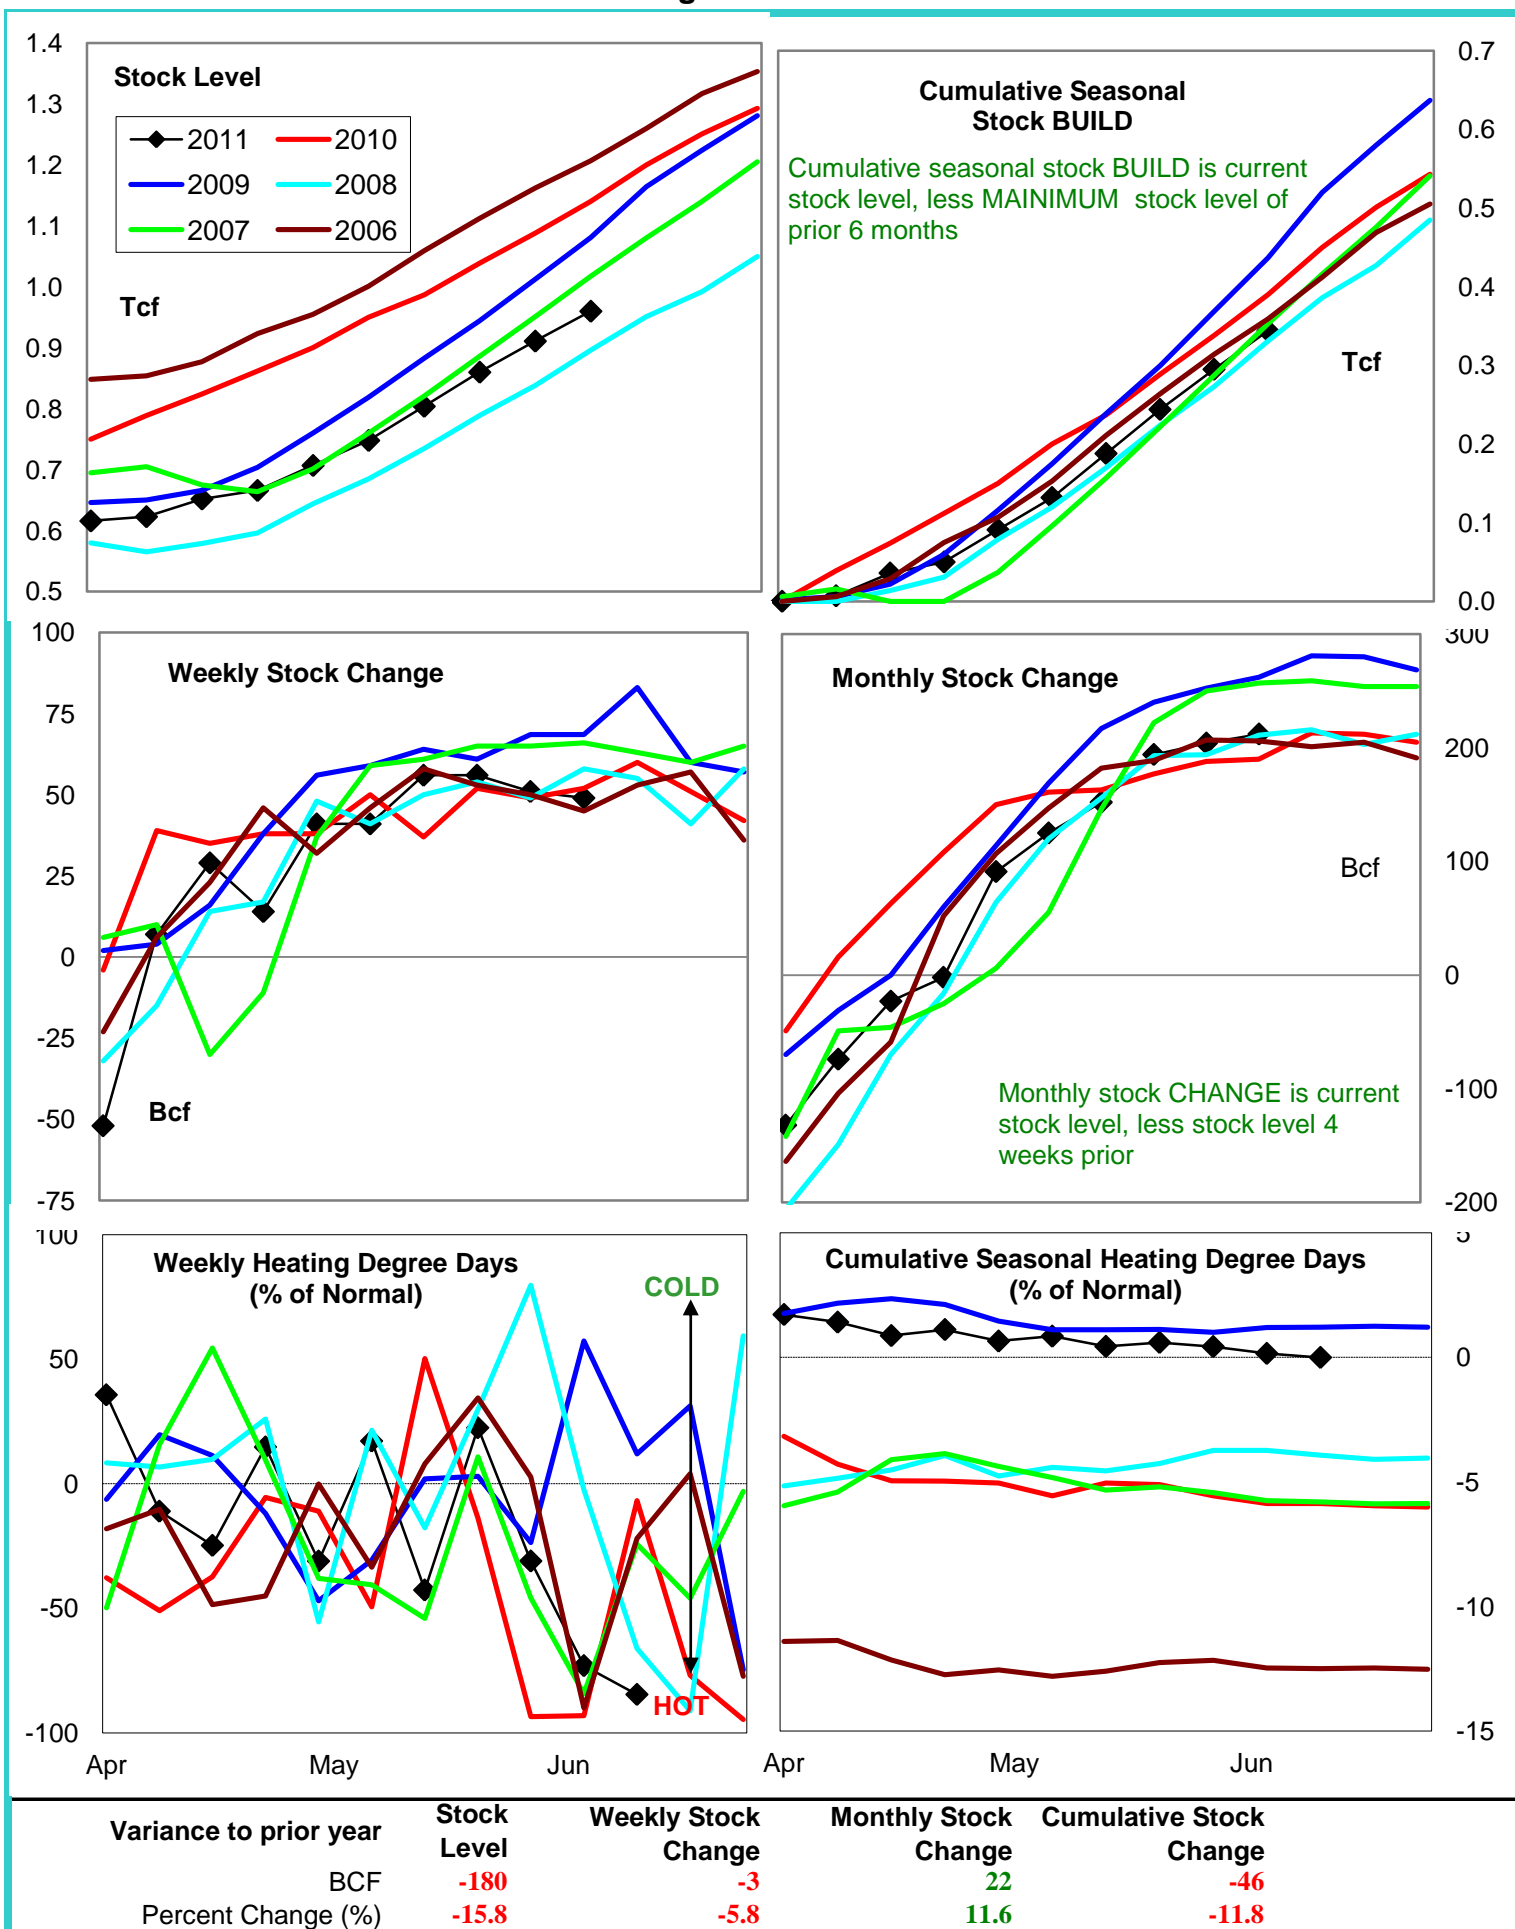 g
1.4
1.3
1.2
1.1
1.0
0.9
0.8
0.7
0.6
0.5
Stock Level
2011 2010
2009 2008
2007 2006
Tcf
Cumulative Seasonal
Stock BUILD
Cumulative seasonal stock BUILD is current
stock level, less MAINIMUM stock level of
prior 6 months
Tcf
0.7
0.6
0.5
0.4
0.3
0.2
0.1
0.0
100
75
50
25
0
-25
-50
-75
Weekly Stock Change
Bcf
Monthly Stock Change
Bcf
Monthly stock CHANGE is current
stock level, less stock level 4
weeks prior
300
200
100
0
-100
-200
100
50
0
-50
-100
Weekly Heating Degree Days
(% of Normal)
COLD
HOT
Apr May Jun
Cumulative Seasonal Heating Degree Days
(% of Normal)
5
0
-5
-10
-15
Apr May Jun
Variance to prior year Stock Level Weekly Stock Change Monthly Stock Change Cumulative Stock Change
BCF -180 -3 22 -46
Percent Change (%) -15.8 -5.8 11.6 -11.8